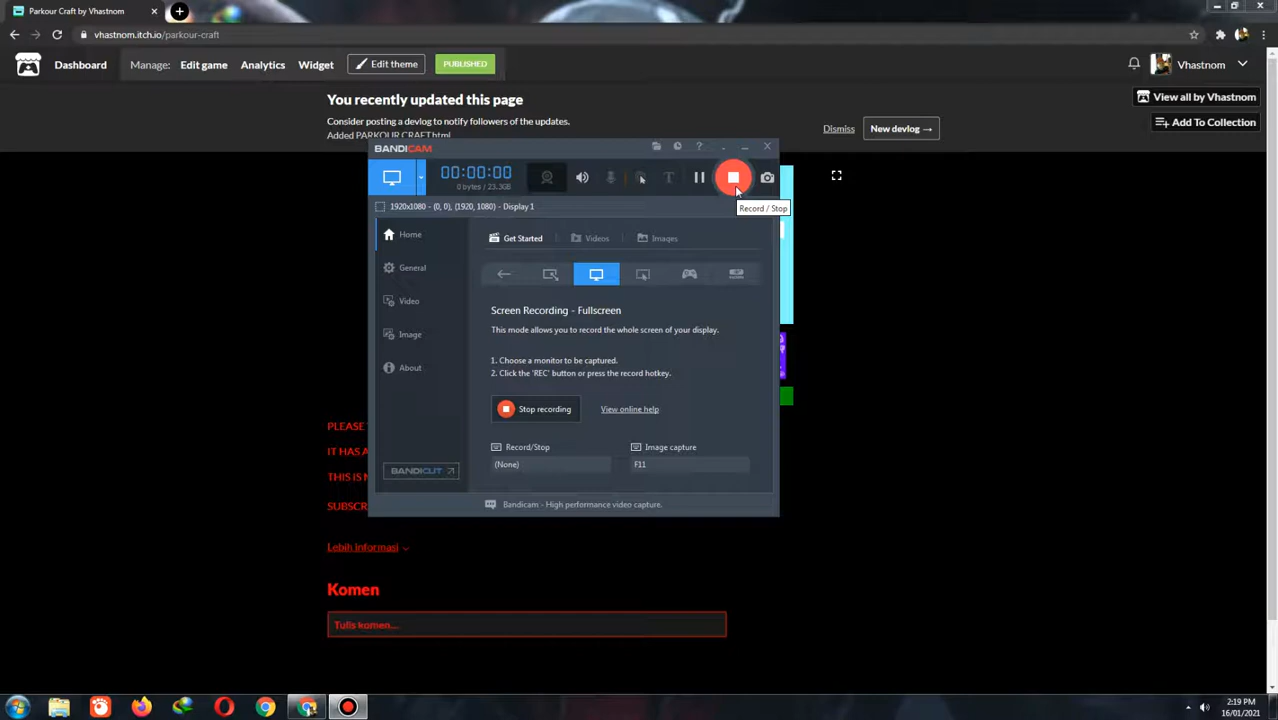 Parkour Craft by Vhastnom
vhastnom.itch.io/parkour-craft
Dashboard
Manage: Edit game Analytics Widget Edit theme PUBLISHED
Vhastnom
You recently updated this page
Consider posting a devlog to notify followers of the updates.
Added PARKOUR CRAFT.html
Dismiss New devlog →
View all by Vhastnom
Add To Collection
BANDICAM
00:00:00
0 bytes / 23.3GB
Record / Stop
1920x1080 - (0, 0), (1920, 1080) - Display 1
Home
General
Video
Image
About
BANDICUT
Get Started Videos Images
Screen Recording - Fullscreen
This mode allows you to record the whole screen of your display.
1. Choose a monitor to be captured.
2. Click the 'REC' button or press the record hotkey.
Stop recording View online help
Record/Stop Image capture
(None) F11
Bandicam - High performance video capture.
PLEASE
IT HAS A
THIS IS
SUBSCR
Lebih informasi
Komen
Tulis komen...
2:19 PM
16/01/2021